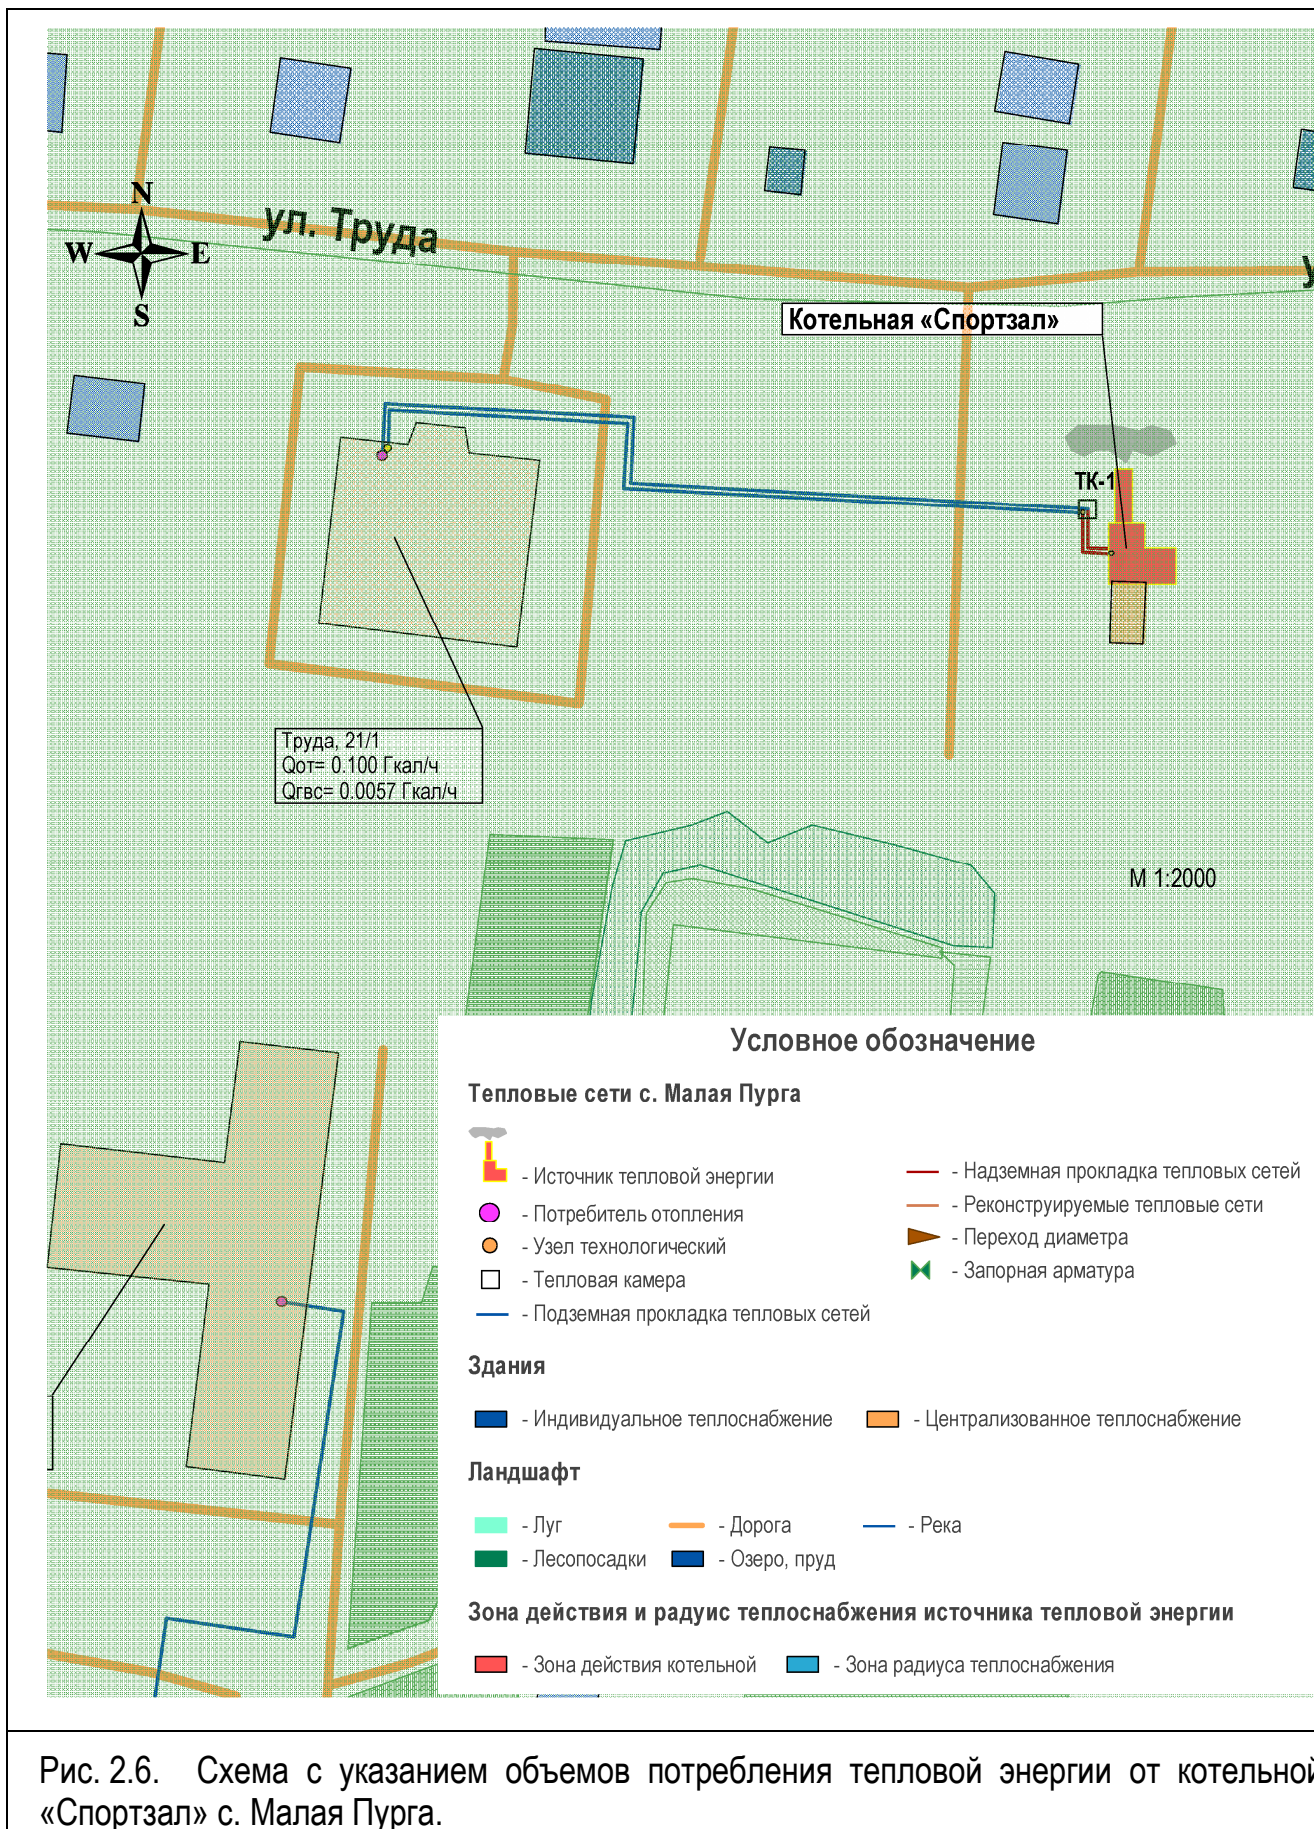 N
ул. Труда
W
E
S
у
Котельная «Спортзал»
ТК-1
Труда, 21/1
Qот= 0.100 Гкал/ч
Qгвс= 0.0057 Гкал/ч
М 1:2000
Условное обозначение
Тепловые сети с. Малая Пурга
- Источник тепловой энергии
- Потребитель отопления
- Узел технологический
- Тепловая камера
- Подземная прокладка тепловых сетей
- Надземная прокладка тепловых сетей
- Реконструируемые тепловые сети
- Переход диаметра
- Запорная арматура
Здания
- Индивидуальное теплоснабжение
- Централизованное теплоснабжение
Ландшафт
- Луг
- Дорога
- Река
- Лесопосадки
- Озеро, пруд
Зона действия и радуис теплоснабжения источника тепловой энергии
- Зона действия котельной
- Зона радиуса теплоснабжения
Рис. 2.6. Схема с указанием объемов потребления тепловой энергии от котельной
«Спортзал» с. Малая Пурга.